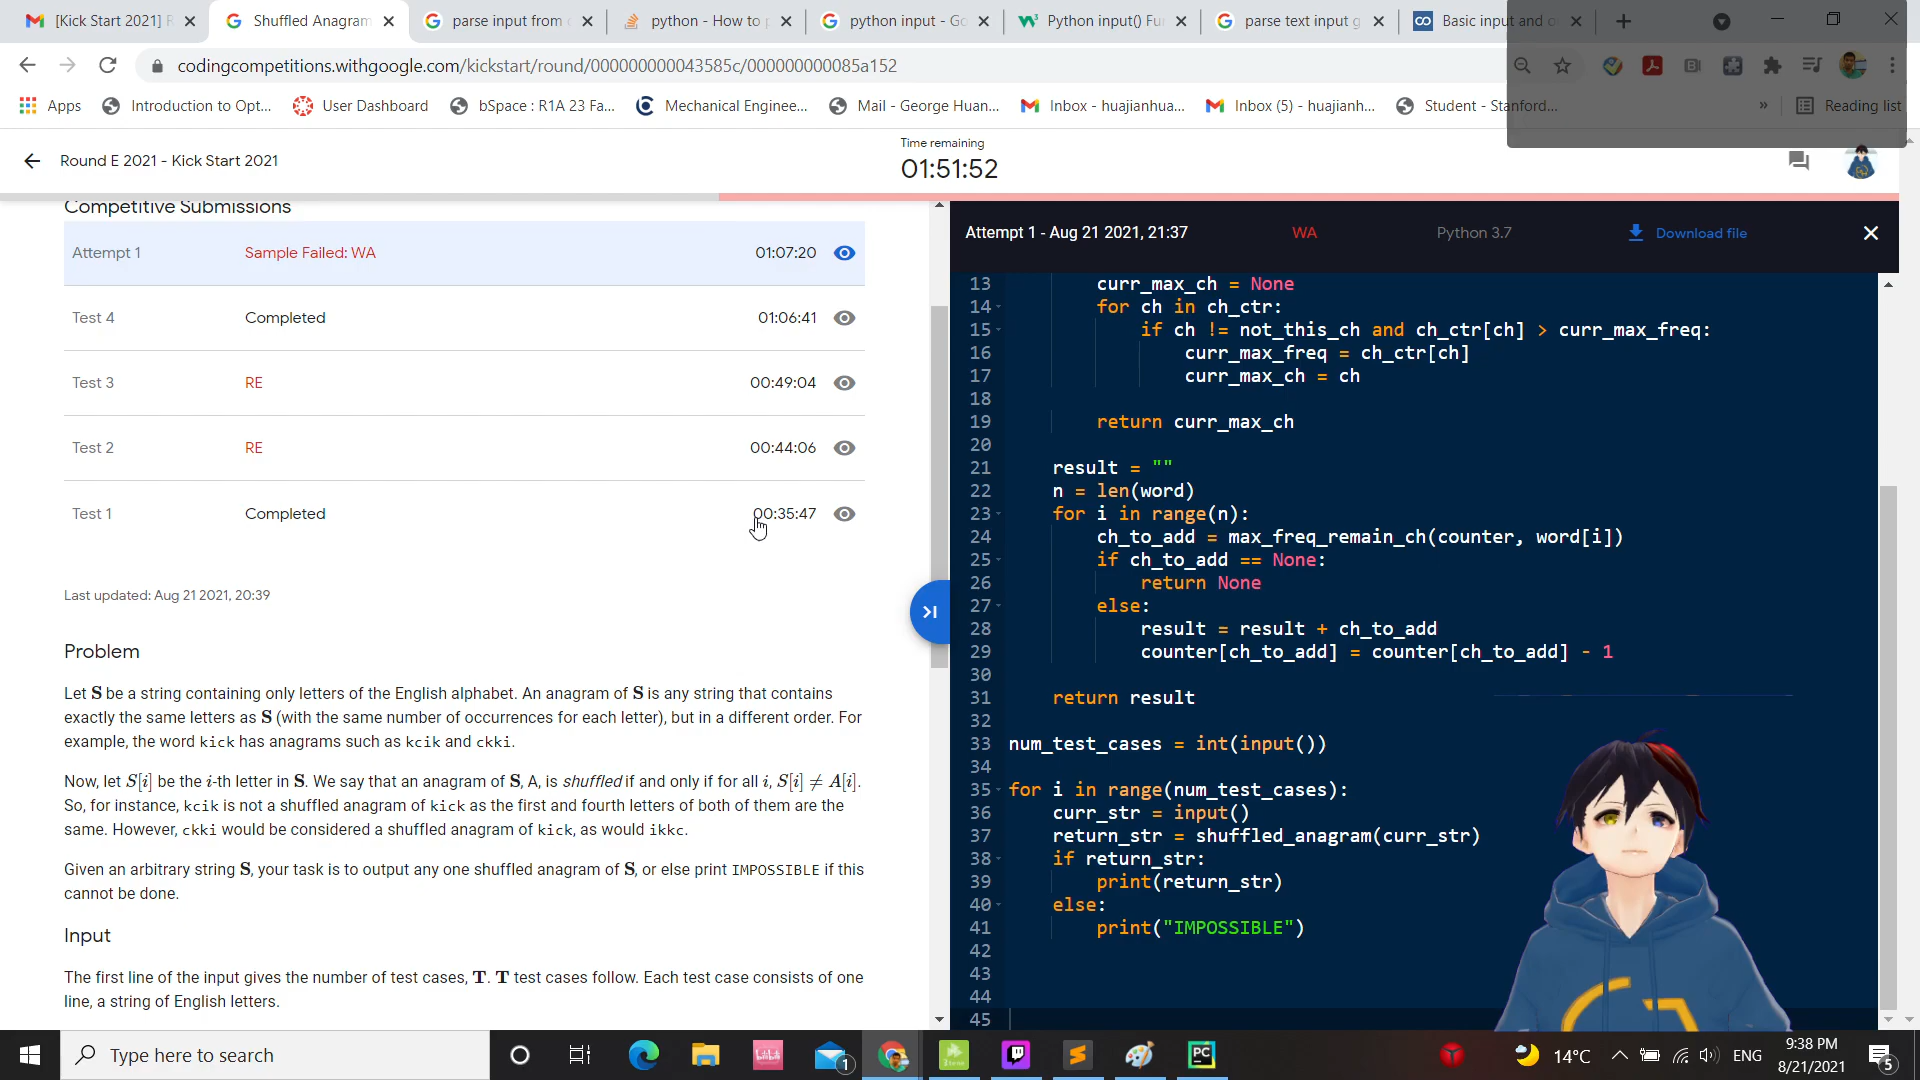 [Kick Start 2021] R
Shuffled Anagram
parse input from c
python - How to p
python input - Go
Python input() Fu
parse text input g
Basic input and o
codingcompetitions.withgoogle.com/kickstart/round/000000000043585c/000000000085a152
Apps
Introduction to Opt...
User Dashboard
bSpace : R1A 23 Fa...
Mechanical Enginee...
Mail - George Huan...
Inbox - huajianhua...
Inbox (5) - huajianh...
Student - Stanford...
»
Reading list
Round E 2021 - Kick Start 2021
Time remaining
01:51:52
Competitive Submissions
Attempt 1 Sample Failed: WA 01:07:20
Test 4 Completed 01:06:41
Test 3 RE 00:49:04
Test 2 RE 00:44:06
Test 1 Completed 00:35:47
Last updated: Aug 21 2021, 20:39
Problem
Let S be a string containing only letters of the English alphabet. An anagram of S is any string that contains
exactly the same letters as S (with the same number of occurrences for each letter), but in a different order. For
example, the word kick has anagrams such as kcik and ckki.
Now, let S[i] be the i-th letter in S. We say that an anagram of S, A, is shuffled if and only if for all i, S[i] ≠ A[i].
So, for instance, kcik is not a shuffled anagram of kick as the first and fourth letters of both of them are the
same. However, ckki would be considered a shuffled anagram of kick, as would ikkc.
Given an arbitrary string S, your task is to output any one shuffled anagram of S, or else print IMPOSSIBLE if this
cannot be done.
Input
The first line of the input gives the number of test cases, T. T test cases follow. Each test case consists of one
line, a string of English letters.
Attempt 1 - Aug 21 2021, 21:37 WA Python 3.7 Download file
13 curr_max_ch = None
14 for ch in ch_ctr:
15 if ch != not_this_ch and ch_ctr[ch] > curr_max_freq:
16 curr_max_freq = ch_ctr[ch]
17 curr_max_ch = ch
18
19 return curr_max_ch
20
21 result = ""
22 n = len(word)
23 for i in range(n):
24 ch_to_add = max_freq_remain_ch(counter, word[i])
25 if ch_to_add == None:
26 return None
27 else:
28 result = result + ch_to_add
29 counter[ch_to_add] = counter[ch_to_add] - 1
30
31 return result
32
33 num_test_cases = int(input())
34
35 for i in range(num_test_cases):
36 curr_str = input()
37 return_str = shuffled_anagram(curr_str)
38 if return_str:
39 print(return_str)
40 else:
41 print("IMPOSSIBLE")
42
43
44
45
Type here to search
1
PC
14°C
ENG
9:38 PM
8/21/2021
5